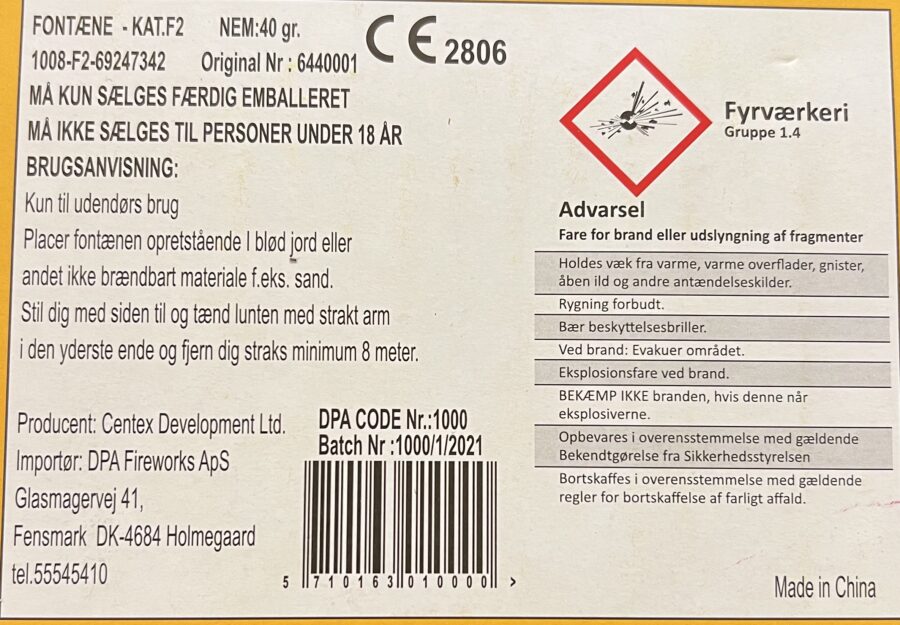 FONTÆNE - KAT.F2 NEM:40 gr.
1008-F2-69247342 Original Nr : 6440001
CE 2806
MÅ KUN SÆLGES FÆRDIG EMBALLERET
MÅ IKKE SÆLGES TIL PERSONER UNDER 18 ÅR
BRUGSANVISNING:
Kun til udendørs brug
Placer fontænen opretstående I blød jord eller
andet ikke brændbart materiale f.eks. sand.
Stil dig med siden til og tænd lunten med strakt arm
i den yderste ende og fjern dig straks minimum 8 meter.
Producent: Centex Development Ltd.
Importør: DPA Fireworks ApS
Glasmagervej 41,
Fensmark DK-4684 Holmegaard
tel.55545410
DPA CODE Nr.:1000
Batch Nr :1000/1/2021
5 710163 010000 >
Fyrværkeri
Gruppe 1.4
Advarsel
Fare for brand eller udslyngning af fragmenter
Holdes væk fra varme, varme overflader, gnister,
åben ild og andre antændelseskilder.
Rygning forbudt.
Bær beskyttelsesbriller.
Ved brand: Evakuer området.
Eksplosionsfare ved brand.
BEKÆMP IKKE branden, hvis denne når
eksplosiverne.
Opbevares i overensstemmelse med gældende
Bekendtgørelse fra Sikkerhedsstyrelsen
Bortskaffes i overensstemmelse med gældende
regler for bortskaffelse af farligt affald.
Made in China